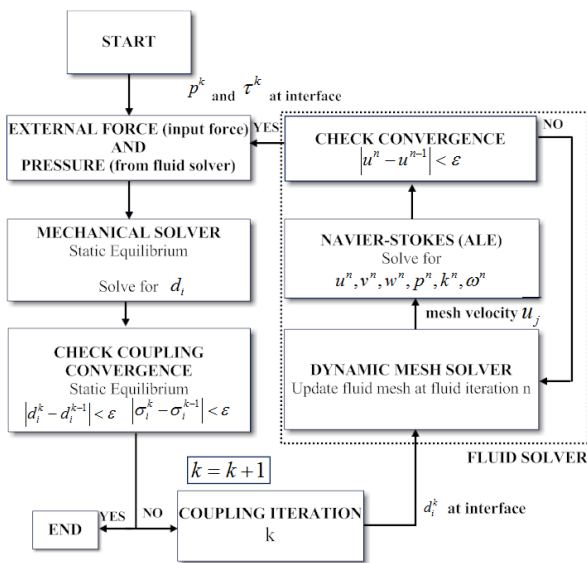 START
p^k and τ^k at interface
EXTERNAL FORCE (input force)
AND
PRESSURE (from fluid solver)
YES
MECHANICAL SOLVER
Static Equilibrium
Solve for d_i
CHECK COUPLING
CONVERGENCE
Static Equilibrium
|d_i^k − d_i^{k−1}| < ε |σ_i^k − σ_i^{k−1}| < ε
YES
NO
END
k = k + 1
COUPLING ITERATION
k
d_i^k at interface
DYNAMIC MESH SOLVER
Update fluid mesh at fluid iteration n
mesh velocity u_j
NAVIER-STOKES (ALE)
Solve for
u^n, v^n, w^n, p^n, k^n, ω^n
CHECK CONVERGENCE
|u^n − u^{n−1}| < ε
NO
FLUID SOLVER